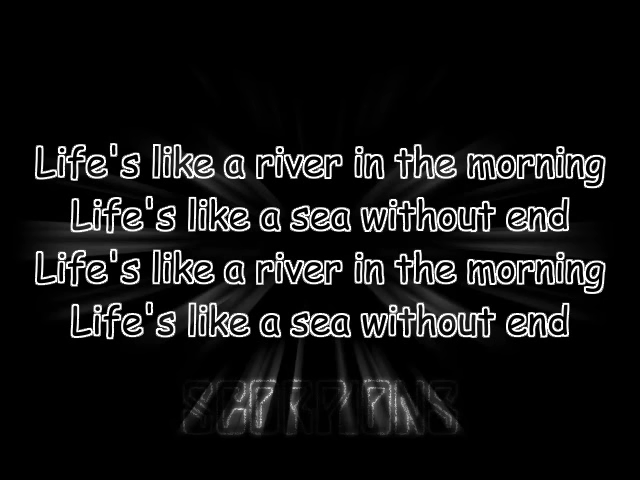 Life's like a river in the morning
Life's like a sea without end
Life's like a river in the morning
Life's like a sea without end
SCORPIONS